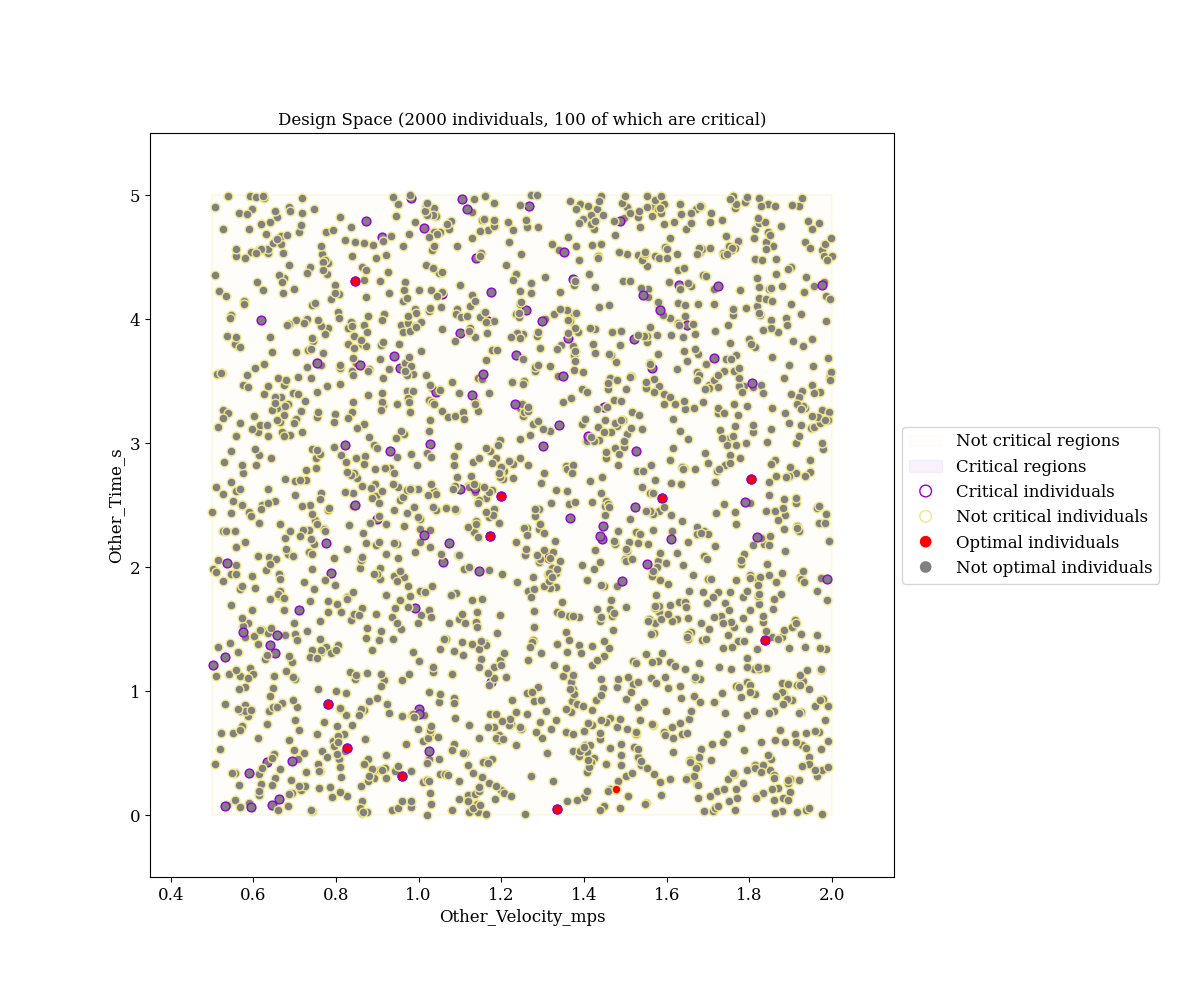 Design Space (2000 individuals, 100 of which are critical)
5
4
3
2
1
0
Other_Time_s
0.4 0.6 0.8 1.0 1.2 1.4 1.6 1.8 2.0
Other_Velocity_mps
Not critical regions
Critical regions
Critical individuals
Not critical individuals
Optimal individuals
Not optimal individuals